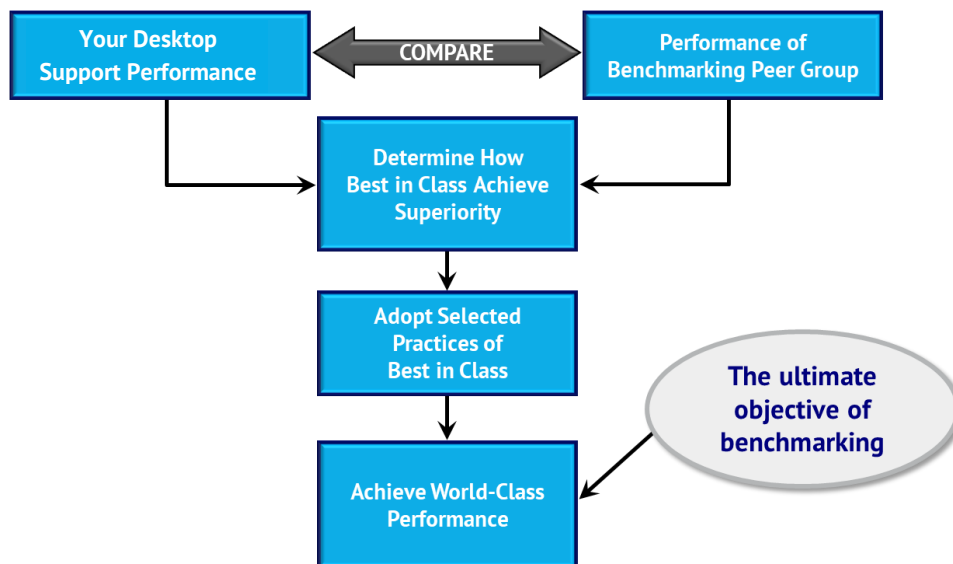 Your Desktop
Support Performance
COMPARE
Performance of
Benchmarking Peer Group
Determine How
Best in Class Achieve
Superiority
Adopt Selected
Practices of
Best in Class
The ultimate
objective of
benchmarking
Achieve World-Class
Performance